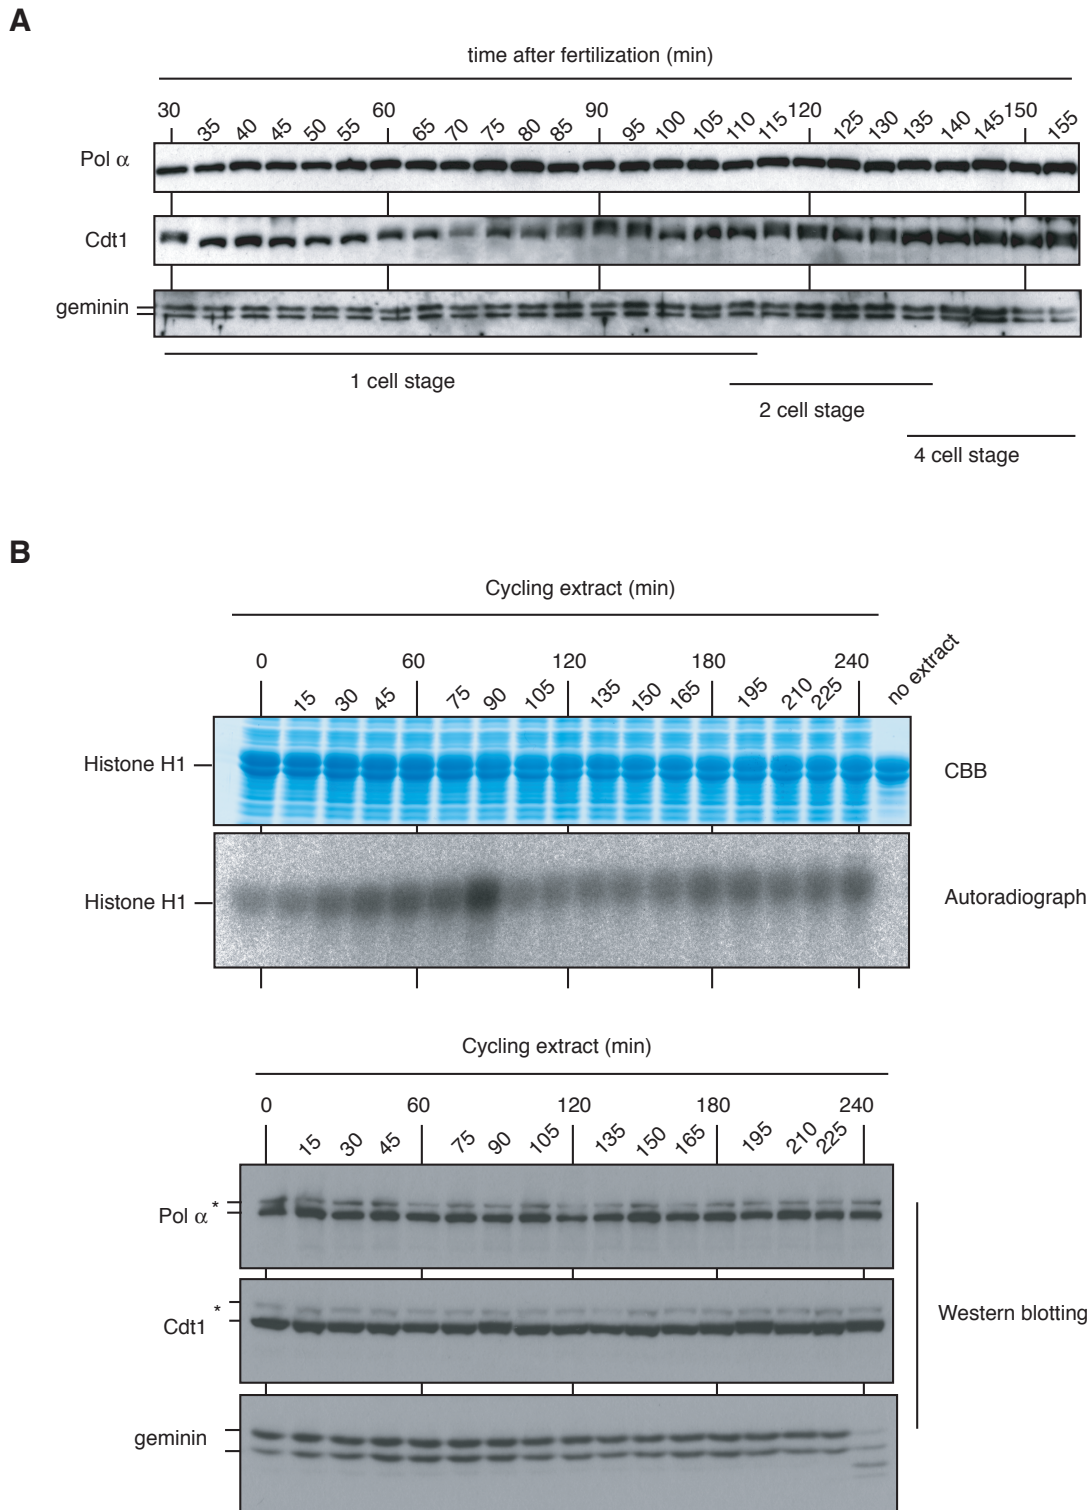 A
time after fertilization (min)
30 35 40 45 50 55 60 65 70 75 80 85 90 95 100 105 110 115 120 125 130 135 140 145 150 155
Pol α
Cdt1
geminin
1 cell stage
2 cell stage
4 cell stage
B
Cycling extract (min)
0 15 30 45 60 75 90 105 120 135 150 165 180 195 210 225 240 no extract
Histone H1
CBB
Histone H1
Autoradiograph
Cycling extract (min)
0 15 30 45 60 75 90 105 120 135 150 165 180 195 210 225 240
*
Pol α
*
Cdt1
Western blotting
geminin